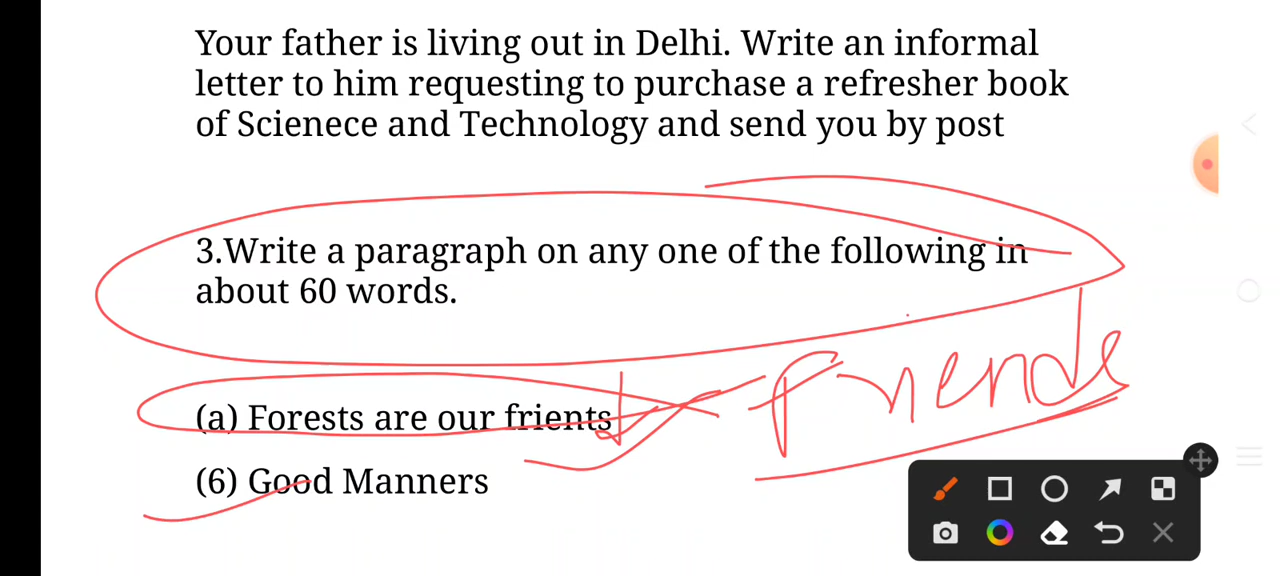 Your father is living out in Delhi. Write an informal
letter to him requesting to purchase a refresher book
of Scienece and Technology and send you by post
3.Write a paragraph on any one of the following in
about 60 words.
(a) Forests are our frients
friends
(6) Good Manners